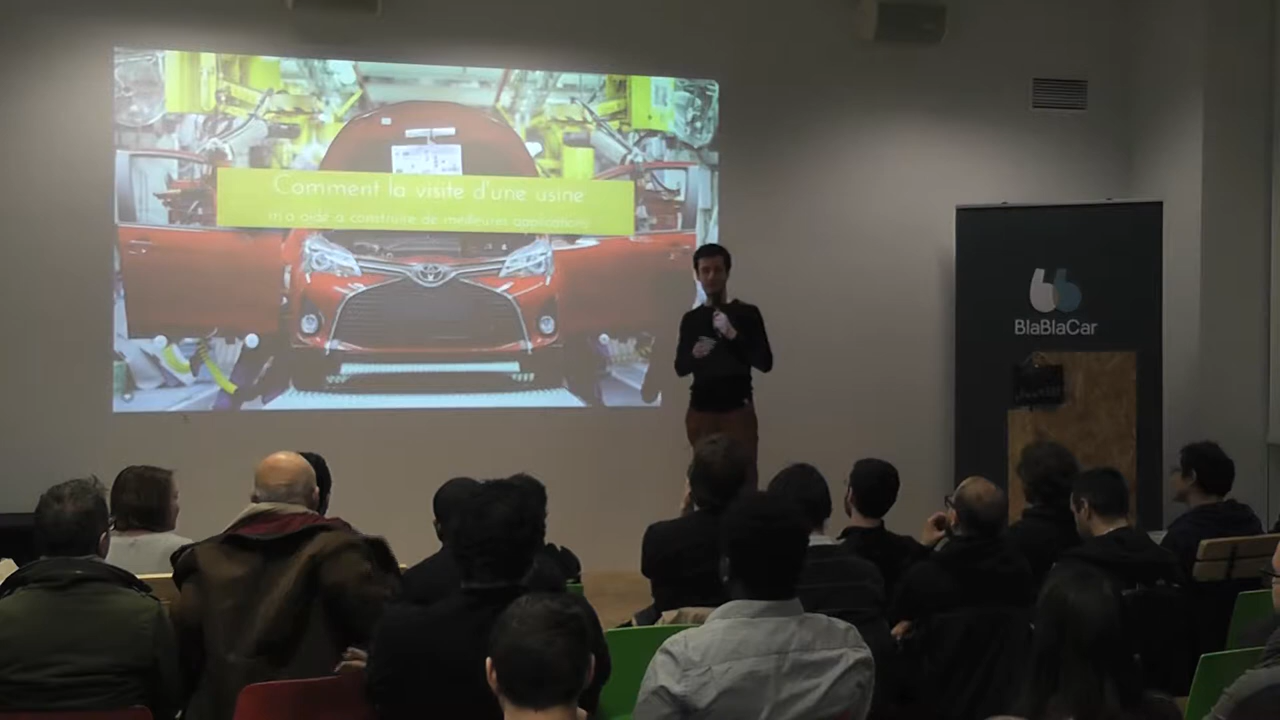 Comment la visite d'une usine
m'a aidé à construire de meilleures applications
BlaBlaCar